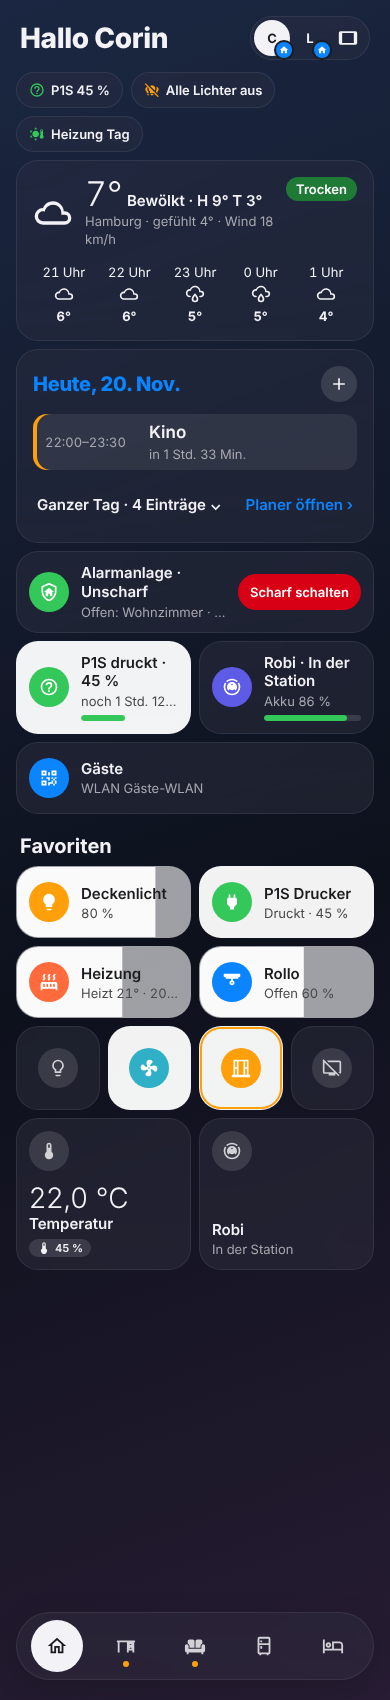 Hallo Corin
C L
P1S 45 %
Alle Lichter aus
Heizung Tag
7° Bewölkt · H 9° T 3°
Trocken
Hamburg · gefühlt 4° · Wind 18
km/h
21 Uhr 22 Uhr 23 Uhr 0 Uhr 1 Uhr
6° 6° 5° 5° 4°
Heute, 20. Nov.
Kino
22:00–23:30
in 1 Std. 33 Min.
Ganzer Tag · 4 Einträge
Planer öffnen ›
Alarmanlage ·
Unscharf
Offen: Wohnzimmer · ...
Scharf schalten
P1S druckt ·
45 %
noch 1 Std. 12...
Robi · In der
Station
Akku 86 %
Gäste
WLAN Gäste-WLAN
Favoriten
Deckenlicht
80 %
P1S Drucker
Druckt · 45 %
Heizung
Heizt 21° · 20...
Rollo
Offen 60 %
22,0 °C
Temperatur
45 %
Robi
In der Station